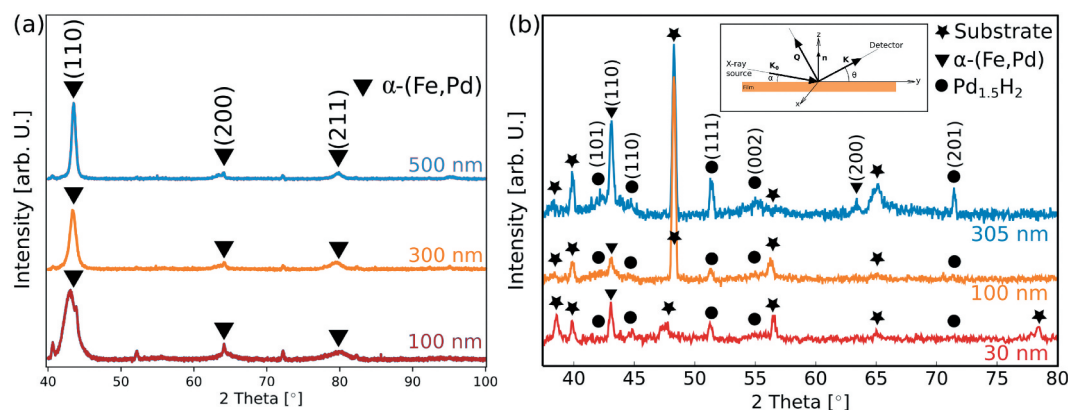 (a)
(110)
(200)
(211)
α-(Fe,Pd)
500 nm
300 nm
100 nm
Intensity [arb. U.]
40 50 60 70 80 90 100
2 Theta [°]
(b)
Substrate
α-(Fe,Pd)
Pd1.5H2
z
Q
n
K
Detector
X-ray
source
K0
α
θ
y
Film
x
(101)
(110)
(110)
(111)
(002)
(200)
(201)
305 nm
100 nm
30 nm
Intensity [arb. U.]
40 45 50 55 60 65 70 75 80
2 Theta [°]